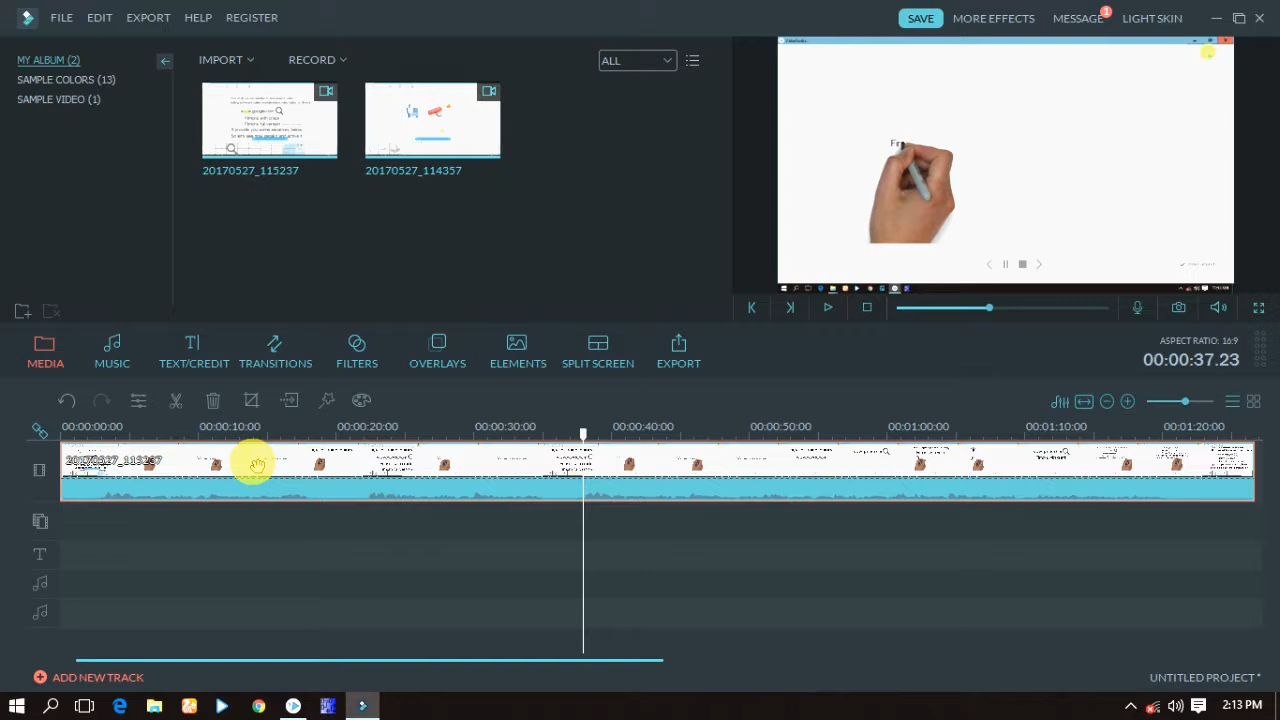 FILE EDIT EXPORT HELP REGISTER
SAVE MORE EFFECTS MESSAGE 1 LIGHT SKIN
MY ALBUM (2)
SAMPLE COLORS (13)
SAMPLE VIDEO (1)
IMPORT RECORD ALL
www.google.com
20170527_115237
20170527_114357
MEDIA MUSIC TEXT/CREDIT TRANSITIONS FILTERS OVERLAYS ELEMENTS SPLIT SCREEN EXPORT
ASPECT RATIO: 16:9
00:00:37.23
00:00:00:00 00:00:10:00 00:00:20:00 00:00:30:00 00:00:40:00 00:00:50:00 00:01:00:00 00:01:10:00 00:01:20:00
T
ADD NEW TRACK
UNTITLED PROJECT *
2:13 PM